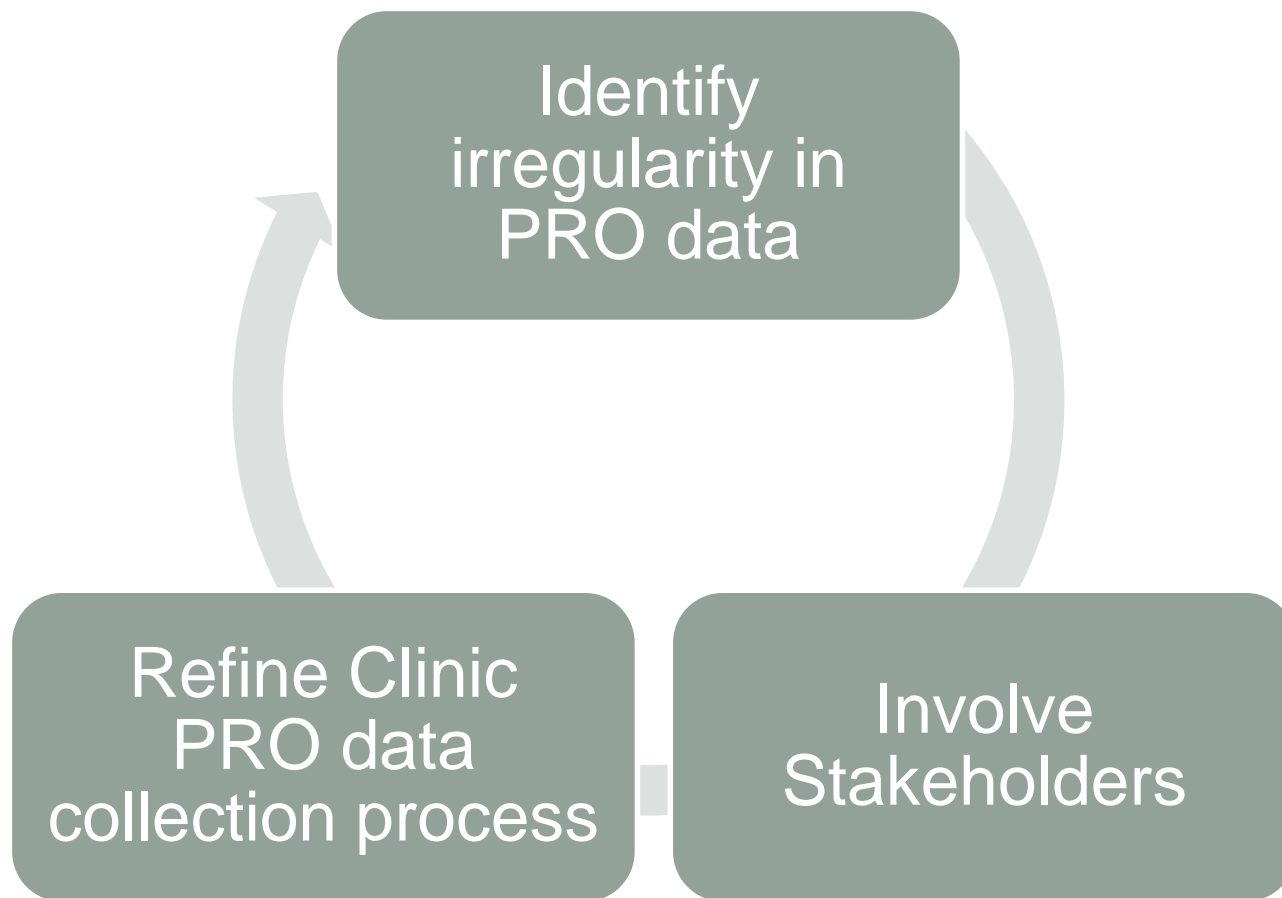 Identify
irregularity in
PRO data
Involve
Stakeholders
Refine Clinic
PRO data
collection process